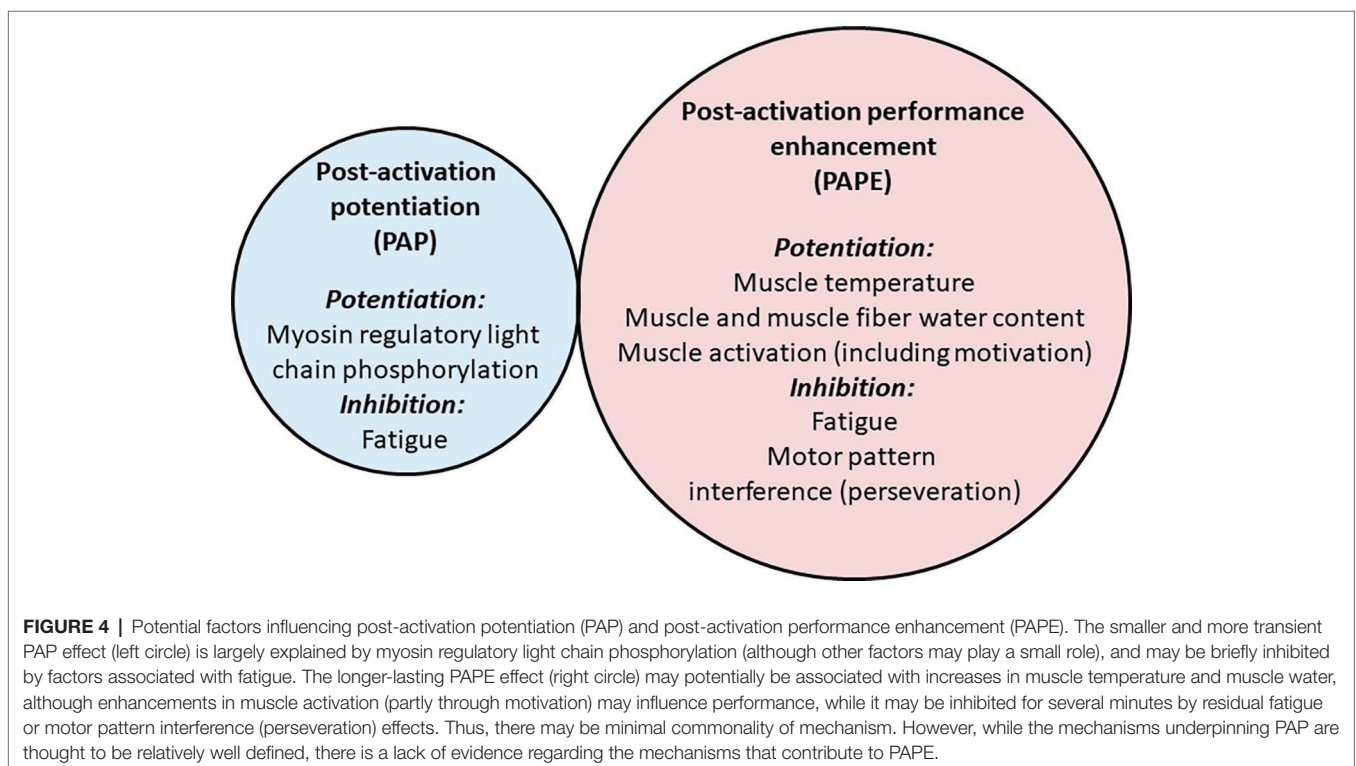 Post-activation
potentiation
(PAP)
Potentiation:
Myosin regulatory light
chain phosphorylation
Inhibition:
Fatigue
Post-activation performance
enhancement
(PAPE)
Potentiation:
Muscle temperature
Muscle and muscle fiber water content
Muscle activation (including motivation)
Inhibition:
Fatigue
Motor pattern
interference (perseveration)
FIGURE 4 | Potential factors influencing post-activation potentiation (PAP) and post-activation performance enhancement (PAPE). The smaller and more transient
PAP effect (left circle) is largely explained by myosin regulatory light chain phosphorylation (although other factors may play a small role), and may be briefly inhibited
by factors associated with fatigue. The longer-lasting PAPE effect (right circle) may potentially be associated with increases in muscle temperature and muscle water,
although enhancements in muscle activation (partly through motivation) may influence performance, while it may be inhibited for several minutes by residual fatigue
or motor pattern interference (perseveration) effects. Thus, there may be minimal commonality of mechanism. However, while the mechanisms underpinning PAP are
thought to be relatively well defined, there is a lack of evidence regarding the mechanisms that contribute to PAPE.